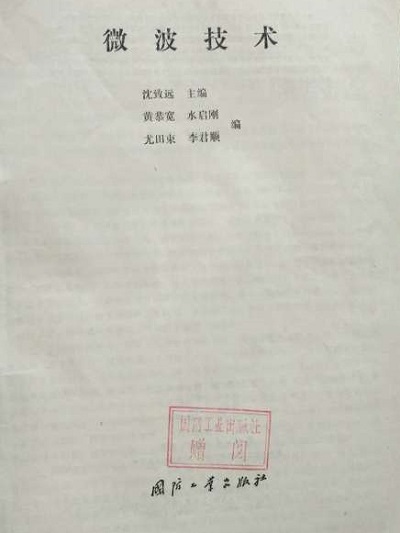 微波技术
沈致远 主编
黄恭宽 水启刚
尤田束 李君顺
编
国防工业出版社
赠阅
国防工业出版社